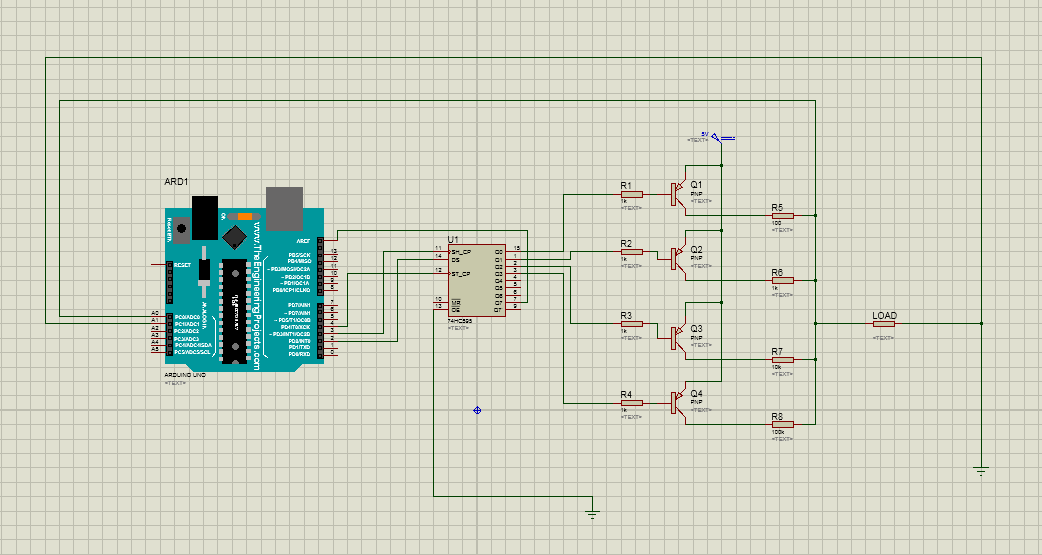 ARD1
5V
<TEXT>
R1
1k
<TEXT>
Q1
PNP
<TEXT>
R5
100
<TEXT>
R2
1k
<TEXT>
Q2
PNP
<TEXT>
R6
1k
<TEXT>
R3
1k
<TEXT>
Q3
PNP
<TEXT>
R7
10k
<TEXT>
R4
1k
<TEXT>
Q4
PNP
<TEXT>
R8
100k
<TEXT>
LOAD
<TEXT>
U1
11
SH_CP
14
DS
12
ST_CP
10
MR
13
OE
Q0
15
Q1
1
Q2
2
Q3
3
Q4
4
Q5
5
Q6
6
Q7
7
Q7'
9
74HC595
<TEXT>
RESET
AREF
PB5/SCK
13
PB4/MISO
12
~ PB3/MOSI/OC2A
11
~ PB2/OC1B
10
~ PB1/OC1A
9
PB0/ICP1/CLKO
8
PD7/AIN1
7
~ PD6/AIN0
6
~ PD5/T1/OC0B
5
PD4/T0/XCK
4
~ PD3/INT1/OC2B
3
PD2/INT0
2
PD1/TXD
1
PD0/RXD
0
A0
PC0/ADC0
A1
PC1/ADC1
A2
PC2/ADC2
A3
PC3/ADC3
A4
PC4/ADC4/SDA
A5
PC5/ADC5/SCL
www.TheEngineeringProjects.com
ARDUINO UNO
<TEXT>